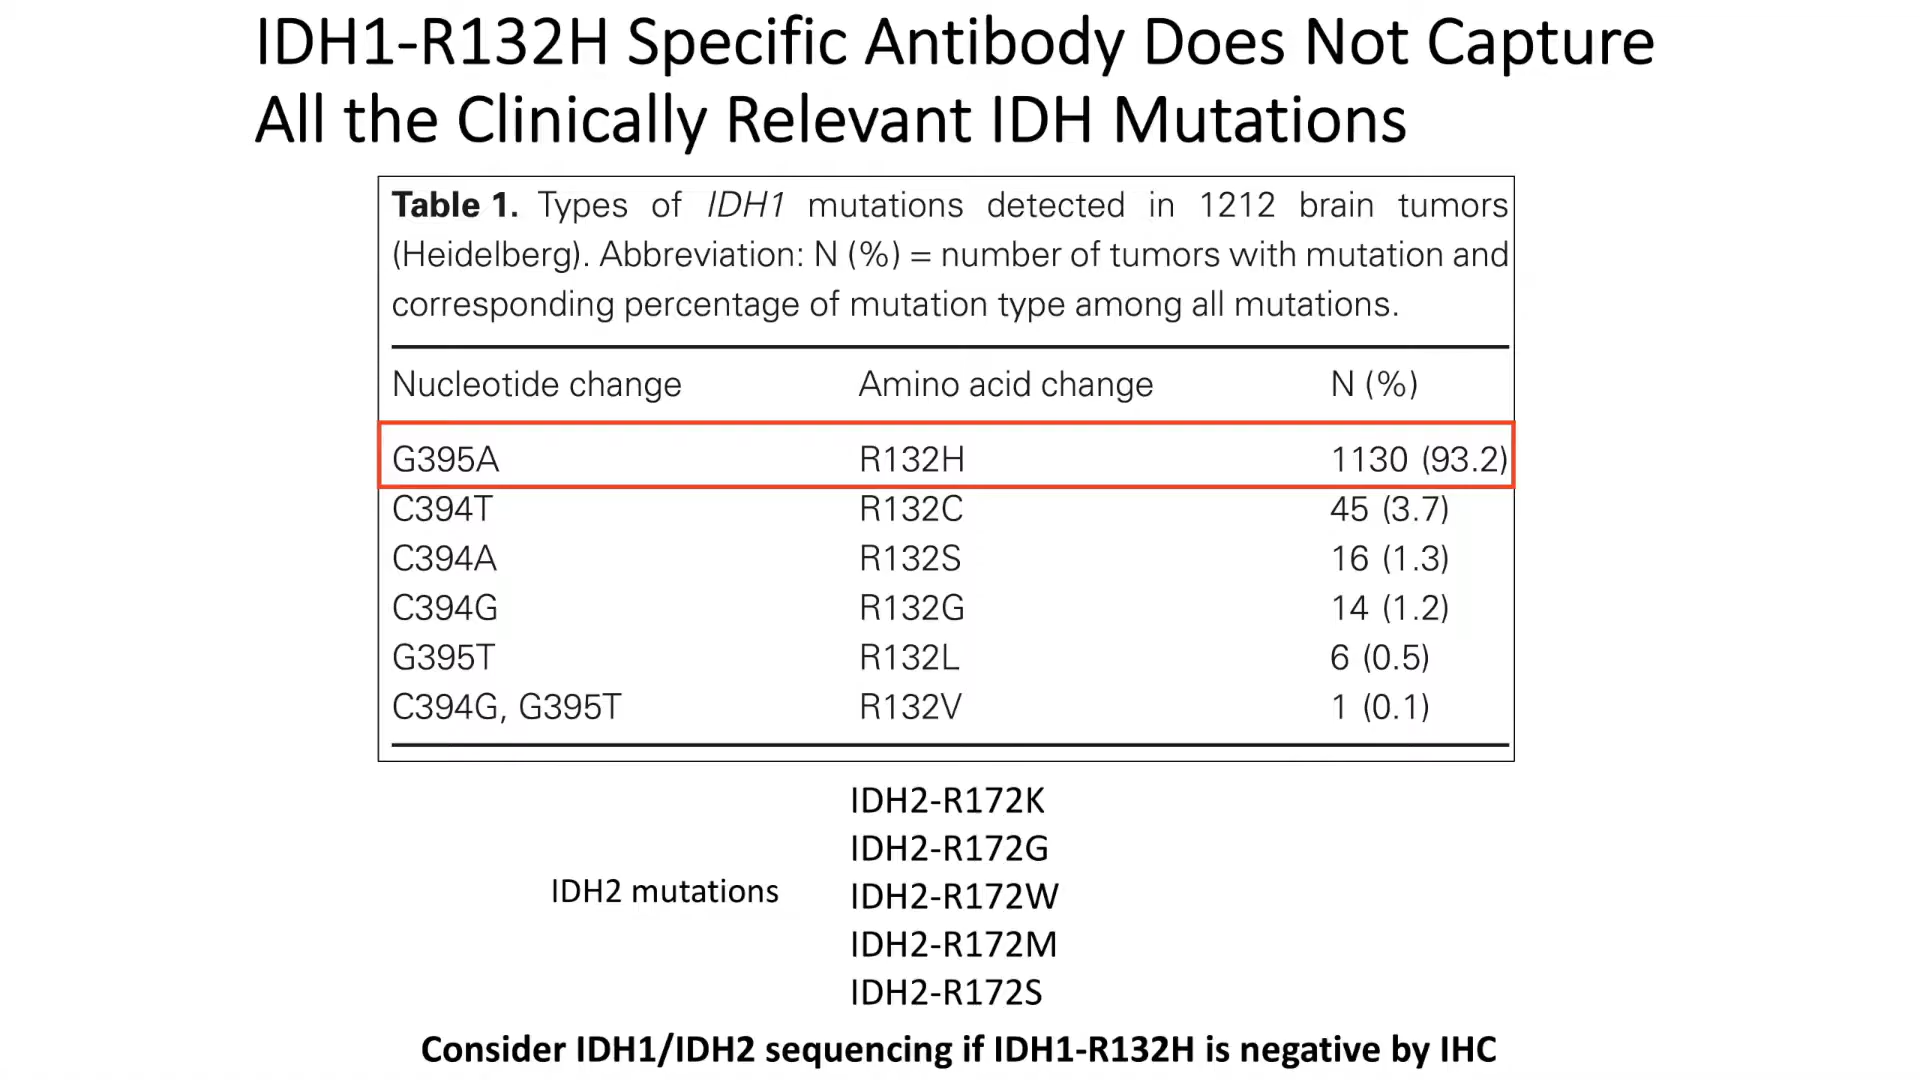 IDH1-R132H Specific Antibody Does Not Capture
All the Clinically Relevant IDH Mutations
Table 1. Types of IDH1 mutations detected in 1212 brain tumors
(Heidelberg). Abbreviation: N (%) = number of tumors with mutation and
corresponding percentage of mutation type among all mutations.
Nucleotide change Amino acid change N (%)
G395A R132H 1130 (93.2)
C394T R132C 45 (3.7)
C394A R132S 16 (1.3)
C394G R132G 14 (1.2)
G395T R132L 6 (0.5)
C394G, G395T R132V 1 (0.1)
IDH2 mutations
IDH2-R172K
IDH2-R172G
IDH2-R172W
IDH2-R172M
IDH2-R172S
Consider IDH1/IDH2 sequencing if IDH1-R132H is negative by IHC